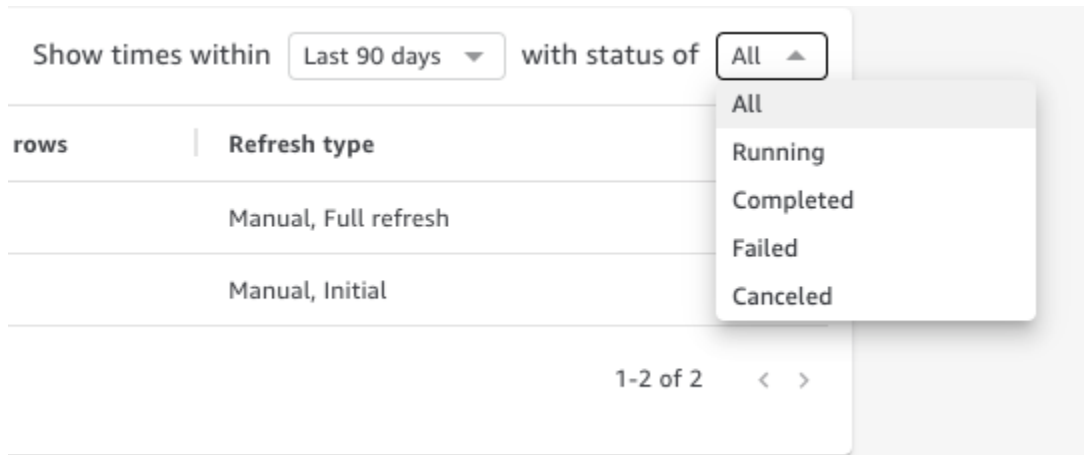 Show times within Last 90 days with status of All
All
rows Refresh type
Running
Completed
Manual, Full refresh
Failed
Manual, Initial
Canceled
1-2 of 2 < >